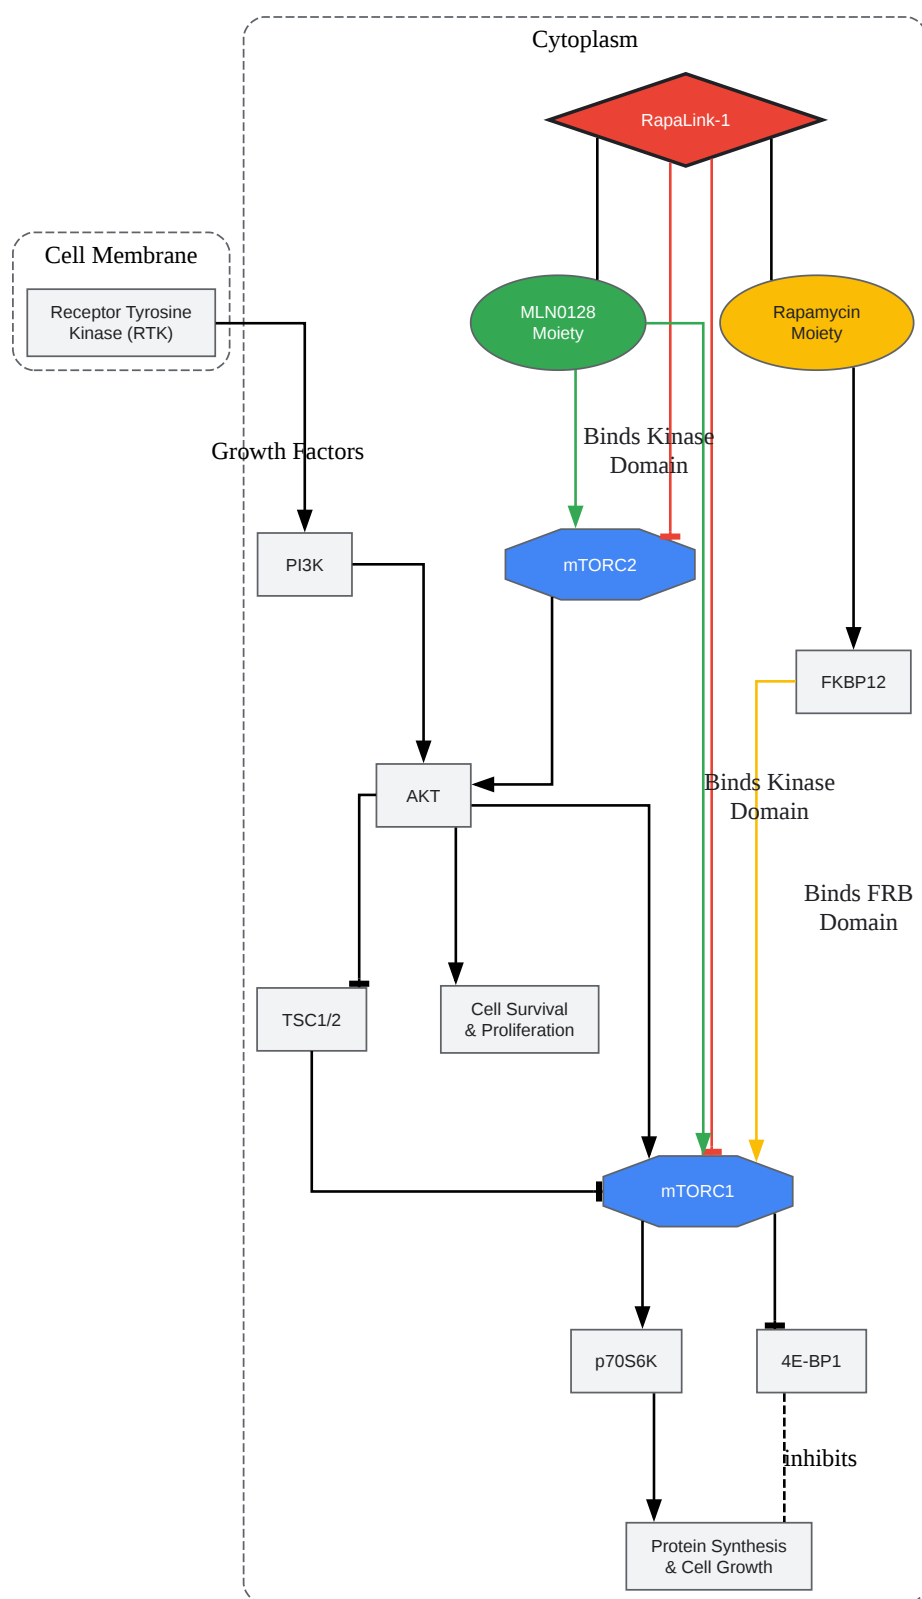 Cytoplasm
RapaLink-1
Cell Membrane
Receptor Tyrosine
Kinase (RTK)
MLN0128
Moiety
Rapamycin
Moiety
Growth Factors
Binds Kinase
Domain
PI3K
mTORC2
FKBP12
AKT
Binds Kinase
Domain
Binds FRB
Domain
TSC1/2
Cell Survival
& Proliferation
mTORC1
p70S6K
4E-BP1
inhibits
Protein Synthesis
& Cell Growth